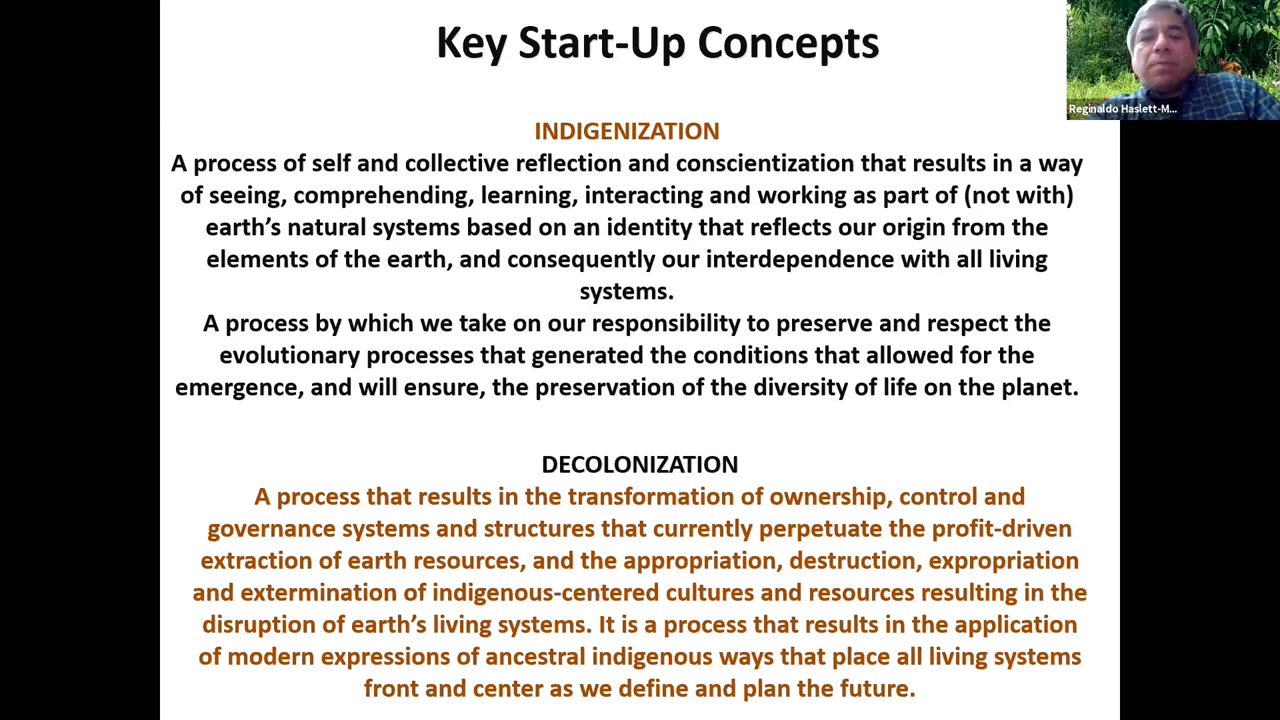 Key Start-Up Concepts
Reginaldo Haslett-M...
INDIGENIZATION
A process of self and collective reflection and conscientization that results in a way
of seeing, comprehending, learning, interacting and working as part of (not with)
earth’s natural systems based on an identity that reflects our origin from the
elements of the earth, and consequently our interdependence with all living
systems.
A process by which we take on our responsibility to preserve and respect the
evolutionary processes that generated the conditions that allowed for the
emergence, and will ensure, the preservation of the diversity of life on the planet.
DECOLONIZATION
A process that results in the transformation of ownership, control and
governance systems and structures that currently perpetuate the profit-driven
extraction of earth resources, and the appropriation, destruction, expropriation
and extermination of indigenous-centered cultures and resources resulting in the
disruption of earth’s living systems. It is a process that results in the application
of modern expressions of ancestral indigenous ways that place all living systems
front and center as we define and plan the future.